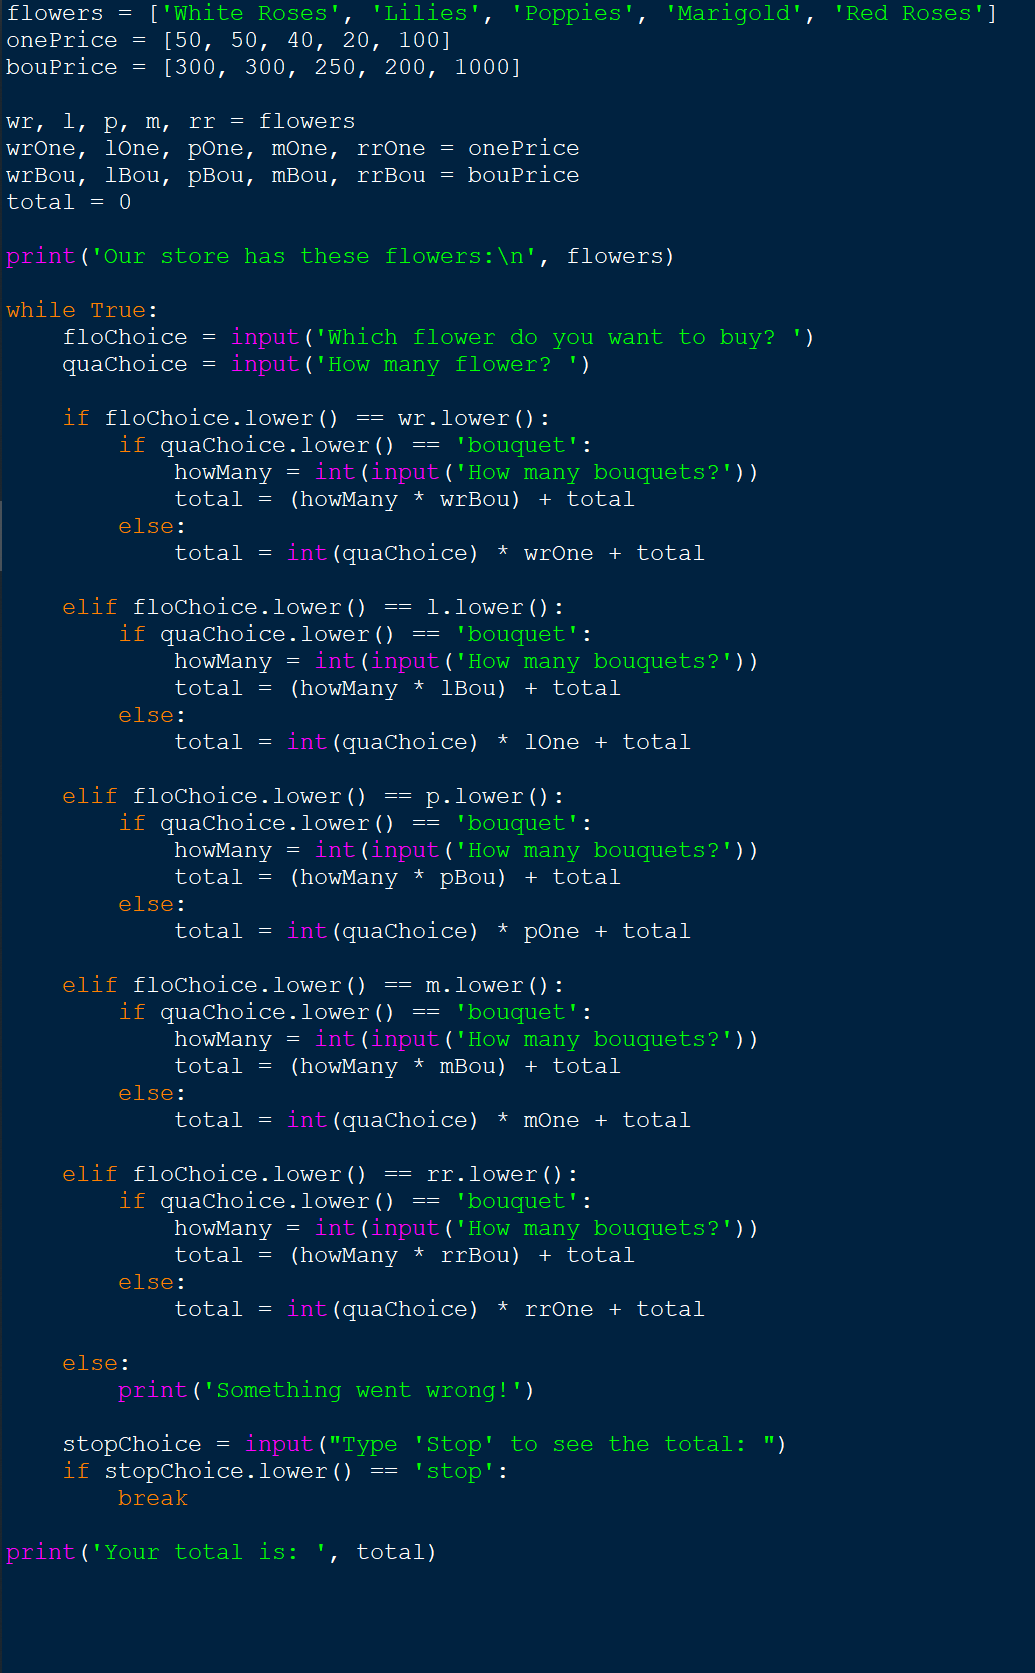 flowers = ['White Roses', 'Lilies', 'Poppies', 'Marigold', 'Red Roses']
onePrice = [50, 50, 40, 20, 100]
bouPrice = [300, 300, 250, 200, 1000]

wr, l, p, m, rr = flowers
wrOne, lOne, pOne, mOne, rrOne = onePrice
wrBou, lBou, pBou, mBou, rrBou = bouPrice
total = 0

print('Our store has these flowers:\n', flowers)

while True:
    floChoice = input('Which flower do you want to buy? ')
    quaChoice = input('How many flower? ')

    if floChoice.lower() == wr.lower():
        if quaChoice.lower() == 'bouquet':
            howMany = int(input('How many bouquets?'))
            total = (howMany * wrBou) + total
        else:
            total = int(quaChoice) * wrOne + total

    elif floChoice.lower() == l.lower():
        if quaChoice.lower() == 'bouquet':
            howMany = int(input('How many bouquets?'))
            total = (howMany * lBou) + total
        else:
            total = int(quaChoice) * lOne + total

    elif floChoice.lower() == p.lower():
        if quaChoice.lower() == 'bouquet':
            howMany = int(input('How many bouquets?'))
            total = (howMany * pBou) + total
        else:
            total = int(quaChoice) * pOne + total

    elif floChoice.lower() == m.lower():
        if quaChoice.lower() == 'bouquet':
            howMany = int(input('How many bouquets?'))
            total = (howMany * mBou) + total
        else:
            total = int(quaChoice) * mOne + total

    elif floChoice.lower() == rr.lower():
        if quaChoice.lower() == 'bouquet':
            howMany = int(input('How many bouquets?'))
            total = (howMany * rrBou) + total
        else:
            total = int(quaChoice) * rrOne + total

    else:
        print('Something went wrong!')

    stopChoice = input("Type 'Stop' to see the total: ")
    if stopChoice.lower() == 'stop':
        break

print('Your total is: ', total)